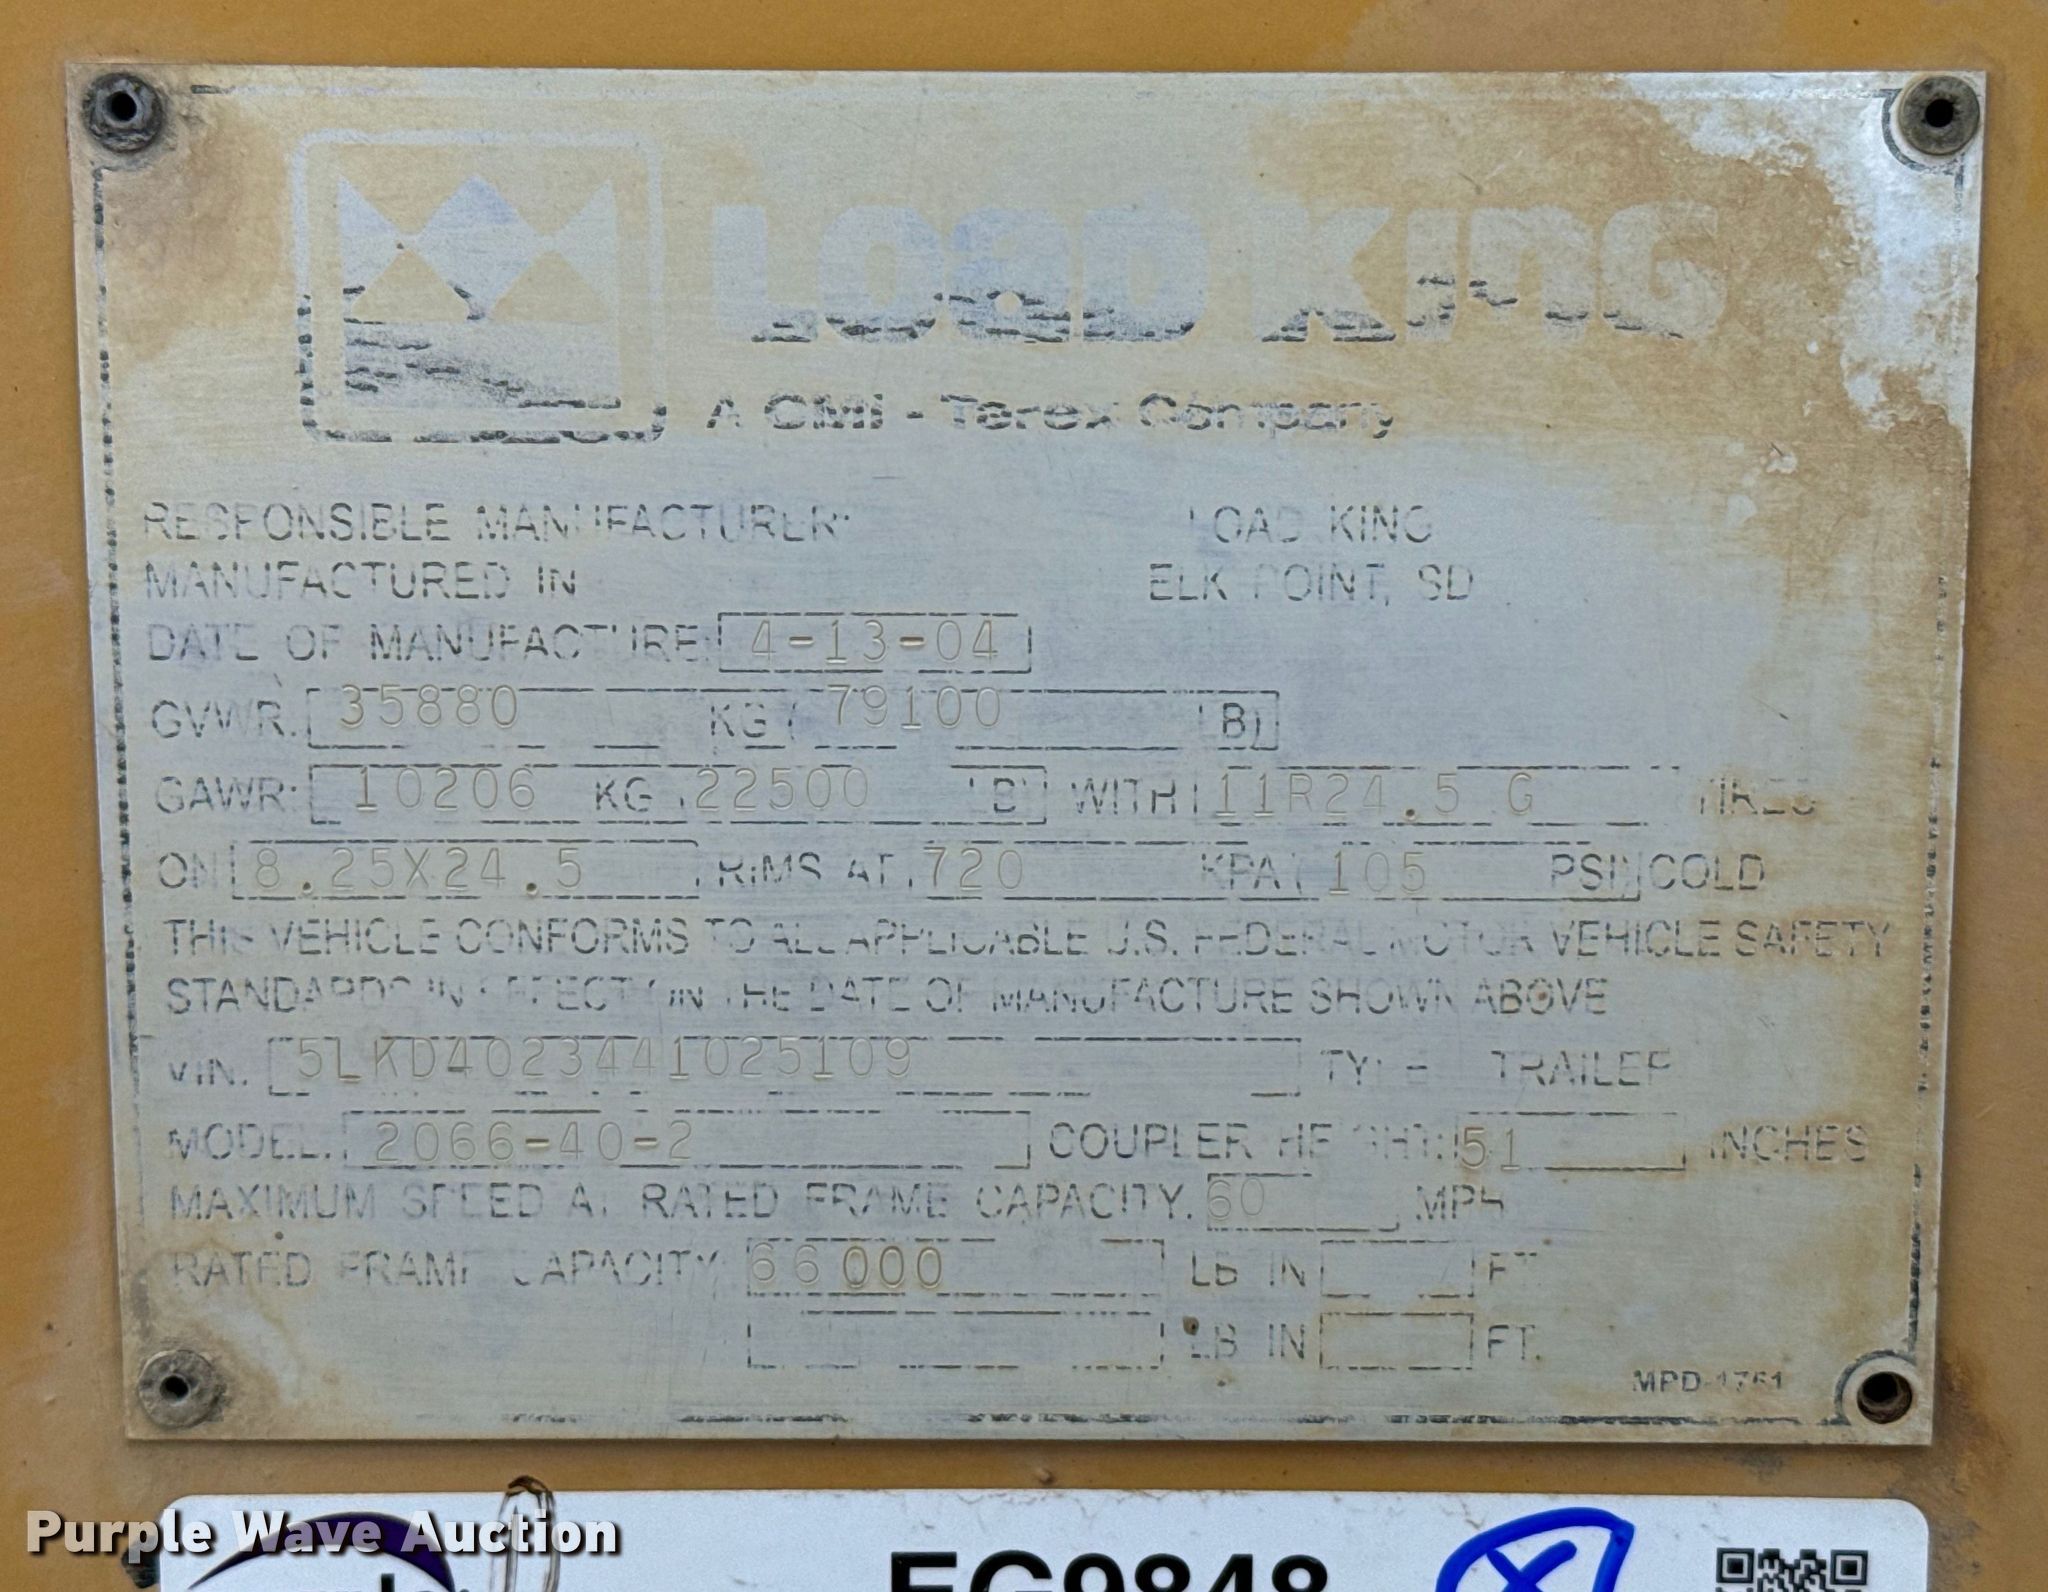 LOAD KING
A CMI - Terex Company
RESPONSIBLE MANUFACTURER: LOAD KING
MANUFACTURED IN ELK POINT, SD
DATE OF MANUFACTURE: 4-13-04
GVWR: 35880 KG ( 79100 LB)
GAWR: 10206 KG ( 22500 LB) WITH 11R24.5 G TIRES
ON 8.25X24.5 RIMS AT 720 KPA ( 105 PSI) COLD
THIS VEHICLE CONFORMS TO ALL APPLICABLE U.S. FEDERAL MOTOR VEHICLE SAFETY
STANDARDS IN EFFECT ON THE DATE OF MANUFACTURE SHOWN ABOVE
VIN: 5LKD4023441025109 TYPE TRAILER
MODEL: 2066-40-2 COUPLER HEIGHT: 51 INCHES
MAXIMUM SPEED AT RATED FRAME CAPACITY: 60 MPH
RATED FRAME CAPACITY 66000 LB IN FT.
LB IN FT.
MPD-1761
Purple Wave Auction
EG9848